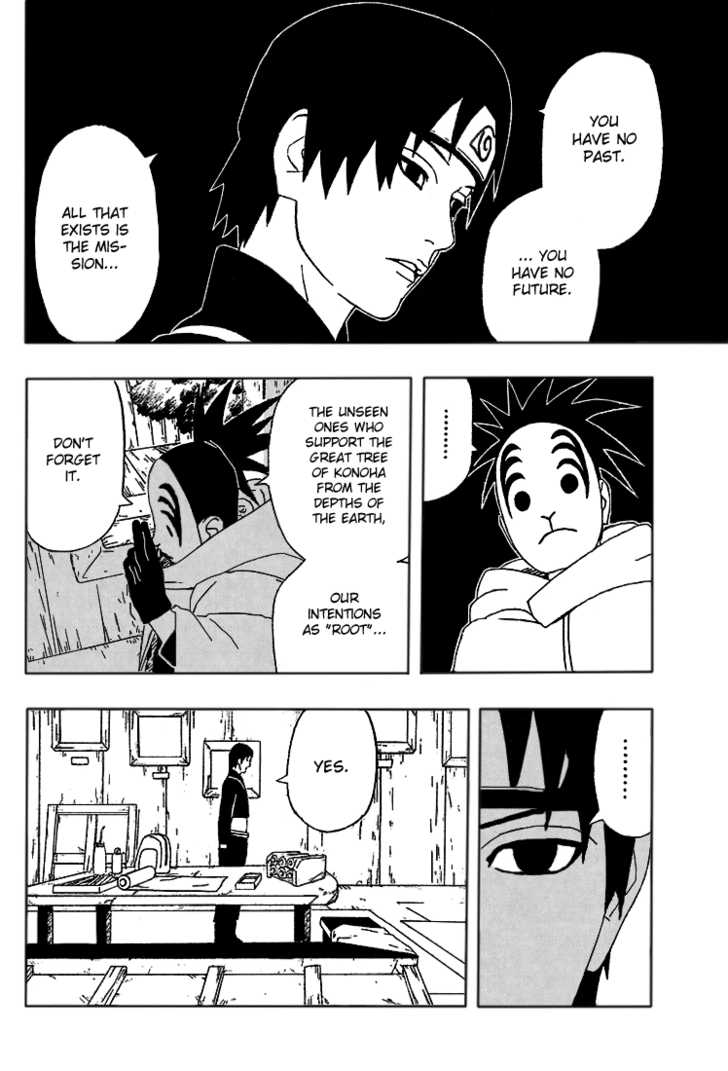 YOU
HAVE NO
PAST.
... YOU
HAVE NO
FUTURE.
ALL THAT
EXISTS IS
THE MIS-
SION...
.........
THE UNSEEN
ONES WHO
SUPPORT THE
GREAT TREE
OF KONOHA
FROM THE
DEPTHS OF
THE EARTH,
OUR
INTENTIONS
AS "ROOT"...
DON'T
FORGET
IT.
.........
YES.